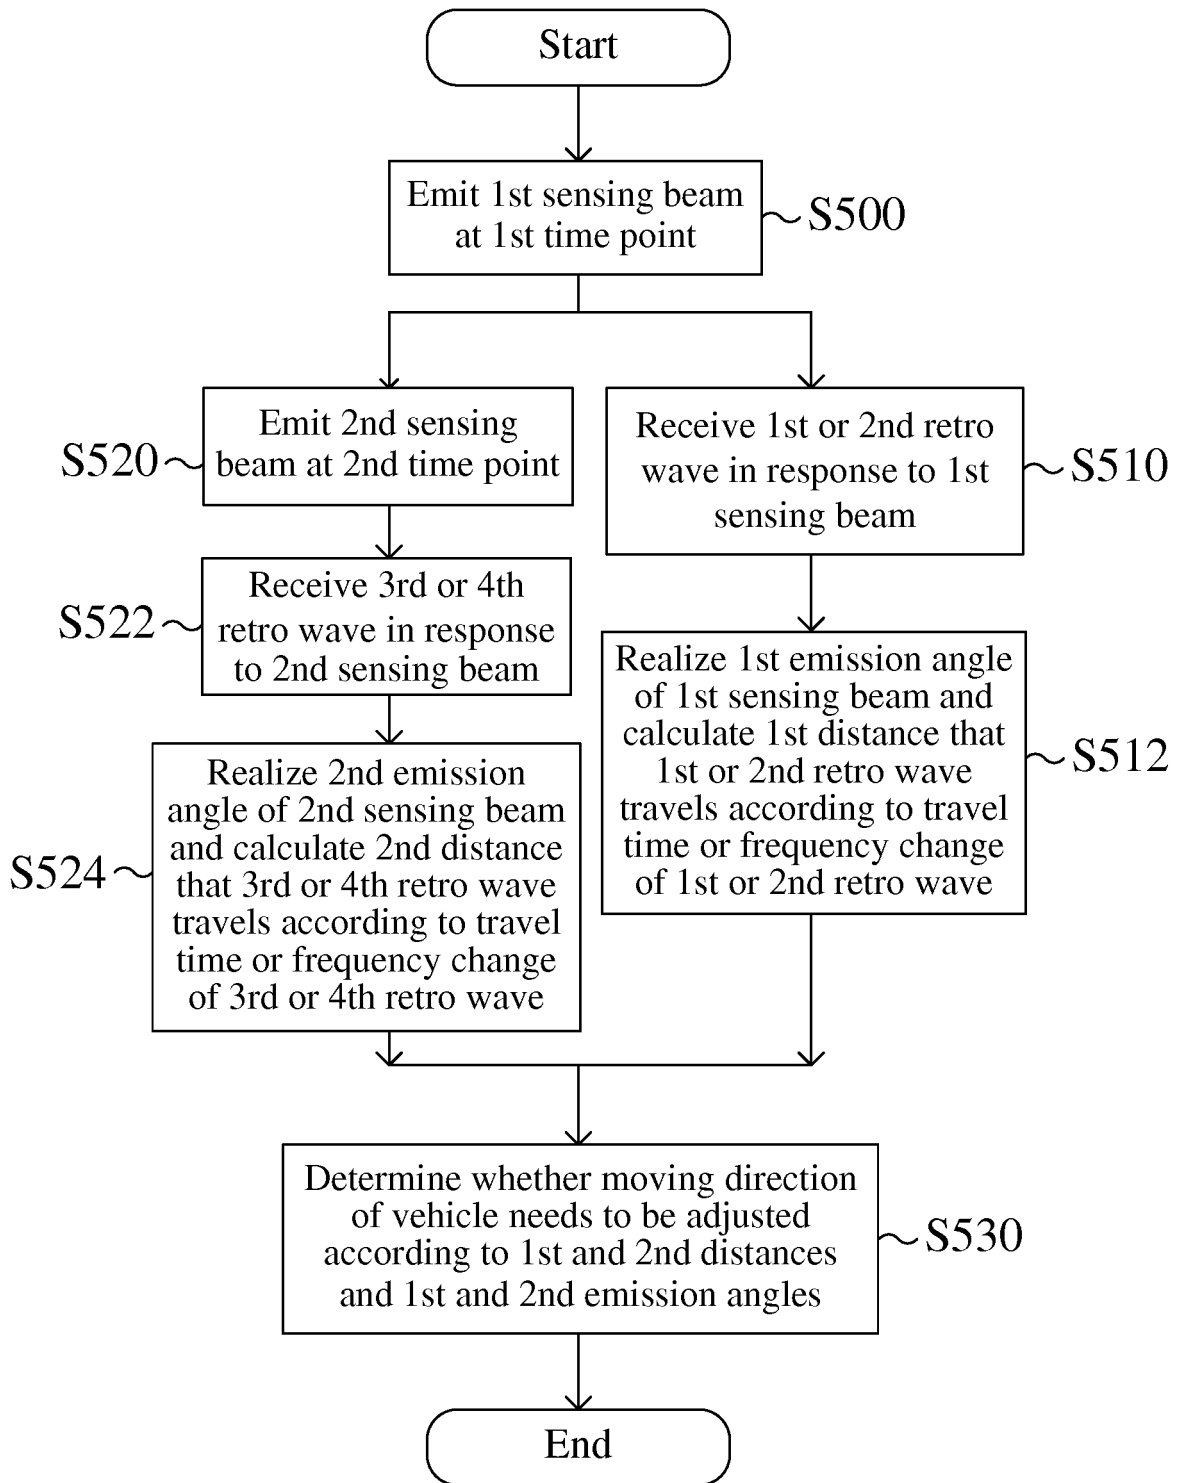 Start
Emit 1st sensing beam
at 1st time point
S500
Emit 2nd sensing
beam at 2nd time point
S520
Receive 1st or 2nd retro
wave in response to 1st
sensing beam
S510
Receive 3rd or 4th
retro wave in response
to 2nd sensing beam
S522
Realize 1st emission angle
of 1st sensing beam and
calculate 1st distance that
1st or 2nd retro wave
travels according to travel
time or frequency change
of 1st or 2nd retro wave
S512
Realize 2nd emission
angle of 2nd sensing beam
and calculate 2nd distance
that 3rd or 4th retro wave
travels according to travel
time or frequency change
of 3rd or 4th retro wave
S524
Determine whether moving direction
of vehicle needs to be adjusted
according to 1st and 2nd distances
and 1st and 2nd emission angles
S530
End